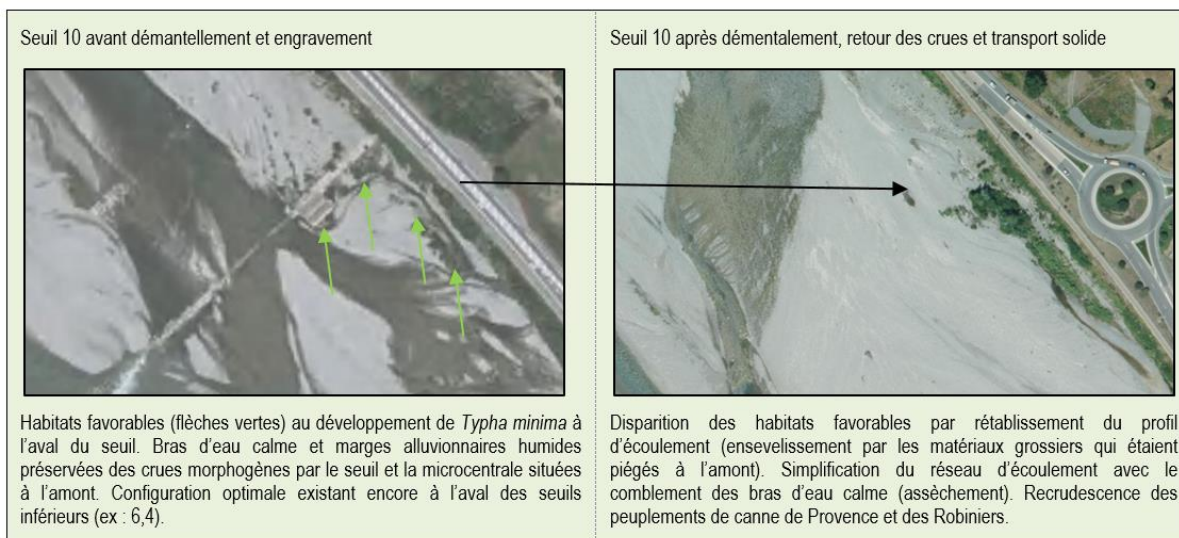 Seuil 10 avant démantellement et engravement
Habitats favorables (flèches vertes) au développement de Typha minima à
l'aval du seuil. Bras d'eau calme et marges alluvionnaires humides
préservées des crues morphogènes par le seuil et la microcentrale situées
à l'amont. Configuration optimale existant encore à l'aval des seuils
inférieurs (ex : 6,4).
Seuil 10 après démentalement, retour des crues et transport solide
Disparition des habitats favorables par rétablissement du profil
d'écoulement (ensevelissement par les matériaux grossiers qui étaient
piégés à l'amont). Simplification du réseau d'écoulement avec le
comblement des bras d'eau calme (assèchement). Recrudescence des
peuplements de canne de Provence et des Robiniers.